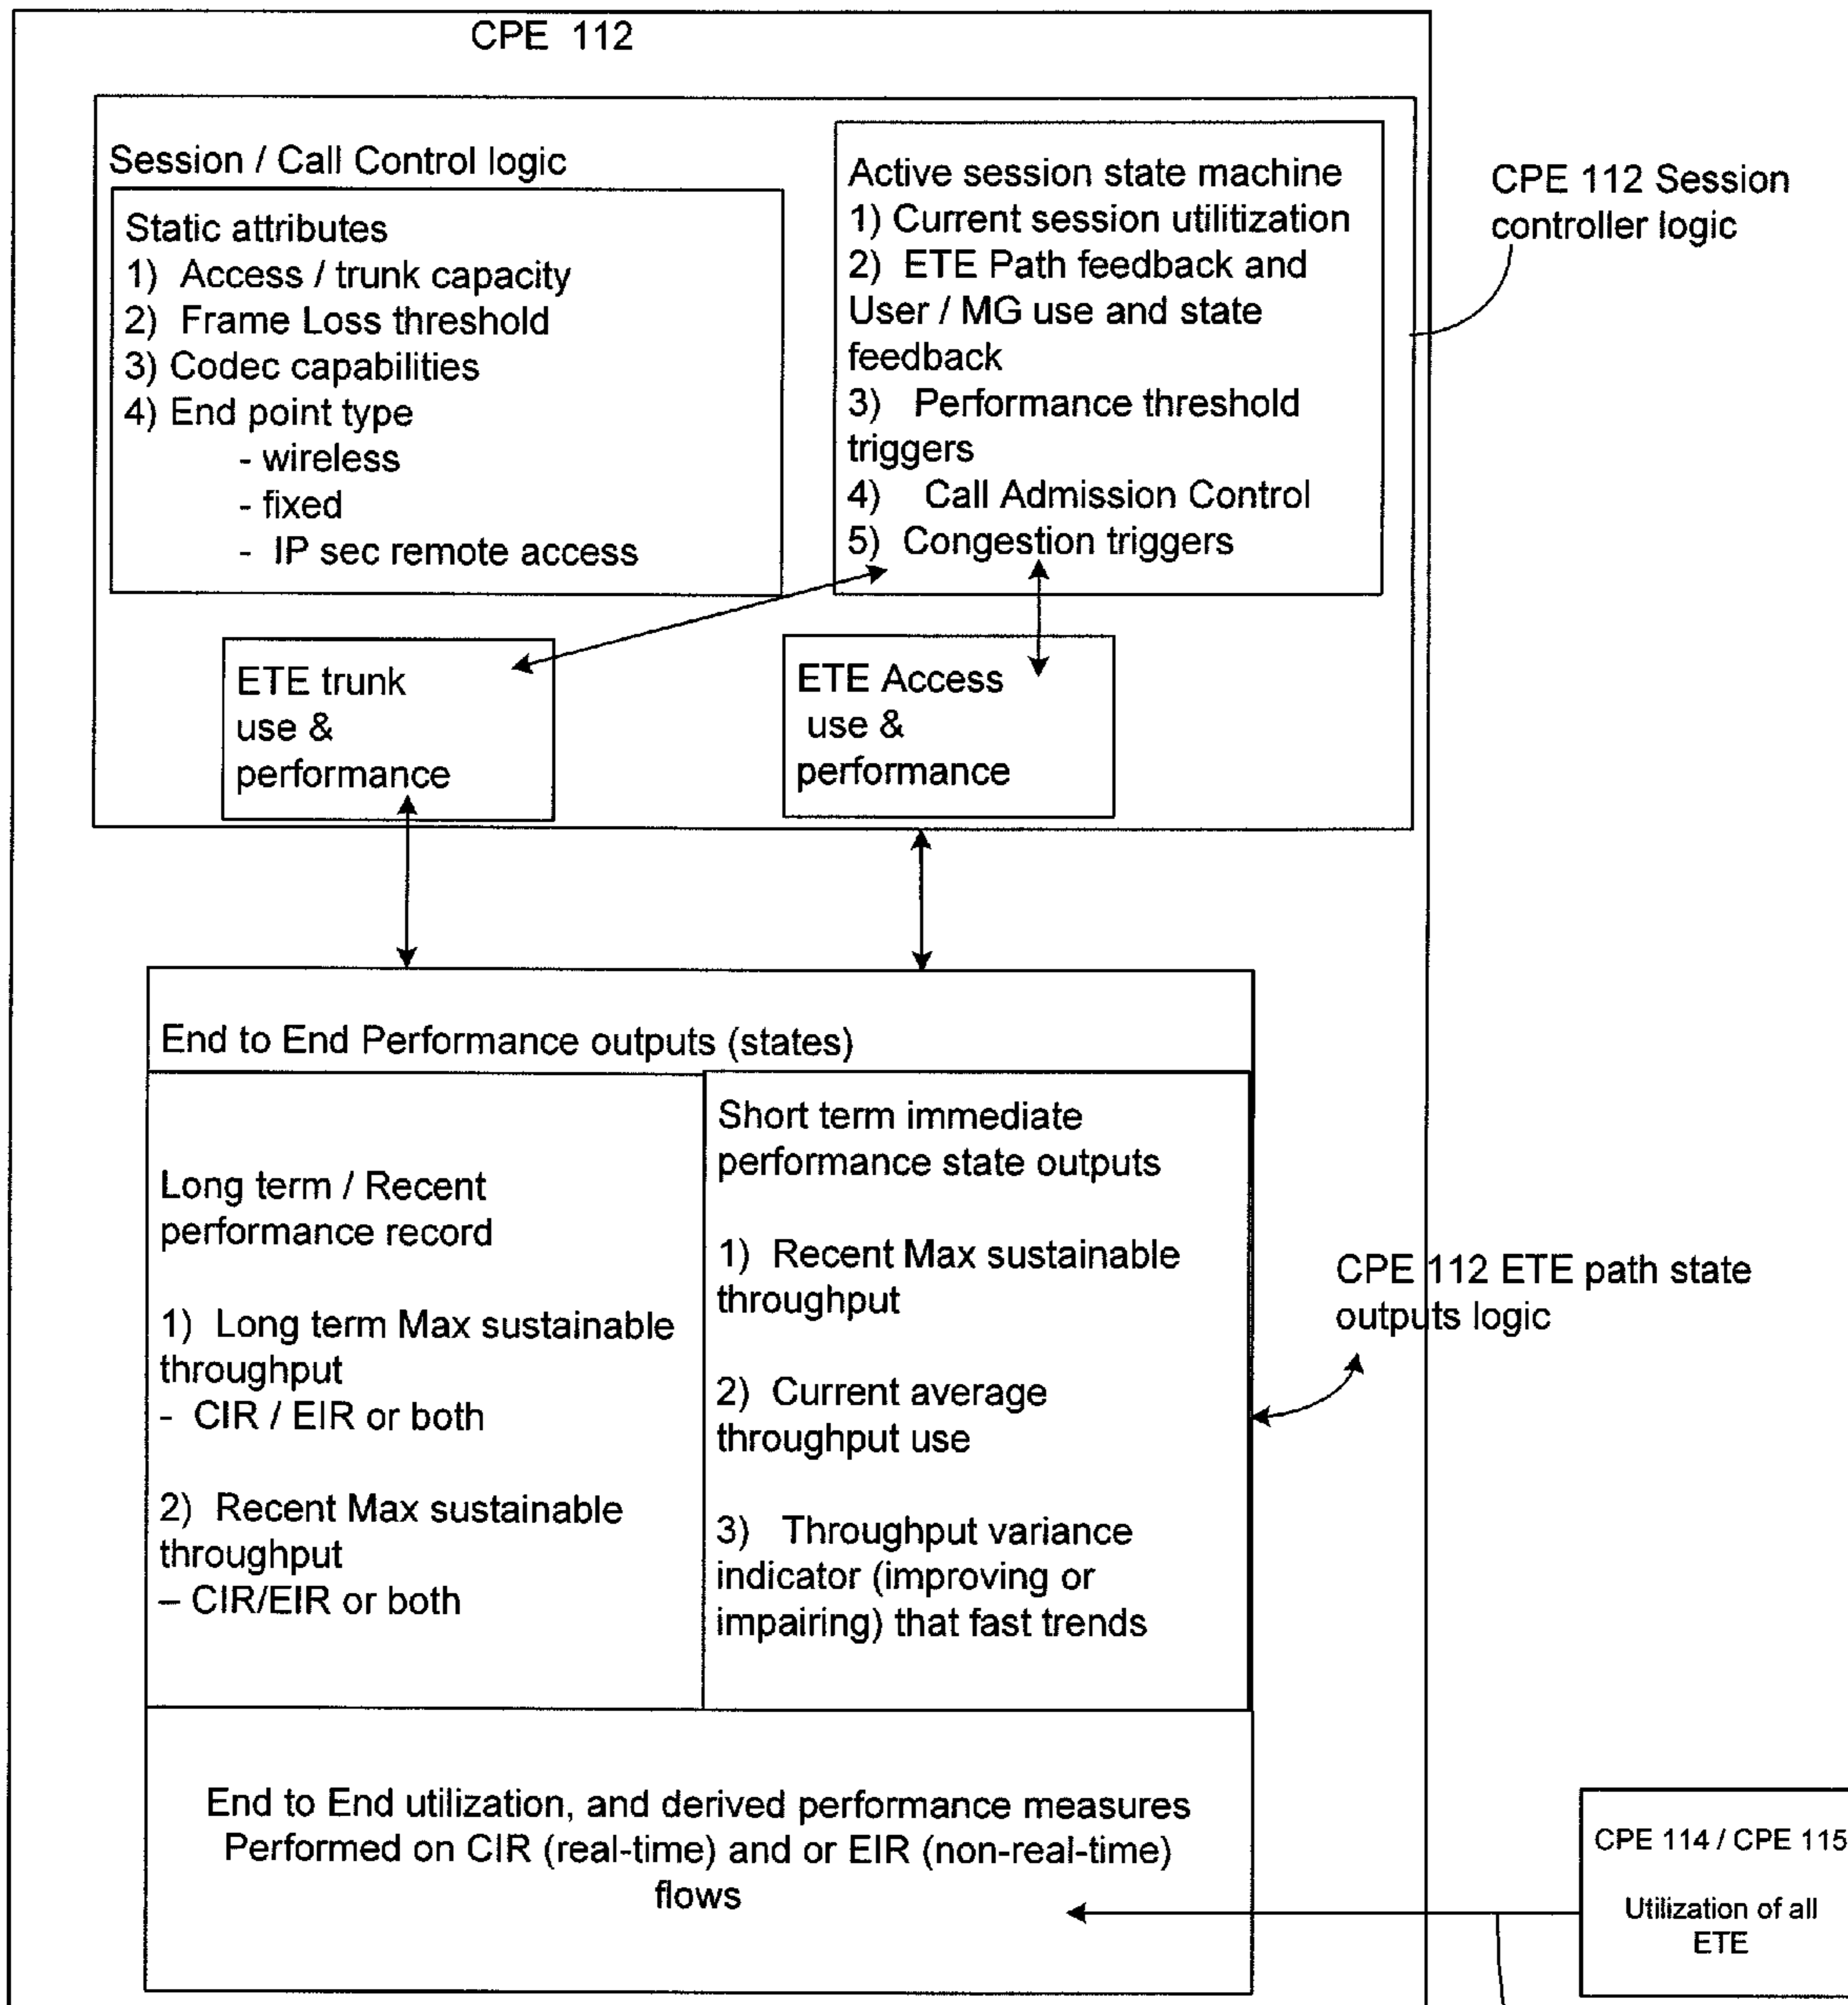 CPE 112
Session / Call Control logic
Static attributes
1) Access / trunk capacity
2) Frame Loss threshold
3) Codec capabilities
4) End point type
- wireless
- fixed
- IP sec remote access
Active session state machine
1) Current session utilitization
2) ETE Path feedback and
User / MG use and state
feedback
3) Performance threshold
triggers
4) Call Admission Control
5) Congestion triggers
CPE 112 Session
controller logic
ETE trunk
use &
performance
ETE Access
use &
performance
End to End Performance outputs (states)
Long term / Recent
performance record
1) Long term Max sustainable
throughput
- CIR / EIR or both
2) Recent Max sustainable
throughput
– CIR/EIR or both
Short term immediate
performance state outputs
1) Recent Max sustainable
throughput
2) Current average
throughput use
3) Throughput variance
indicator (improving or
impairing) that fast trends
CPE 112 ETE path state
outputs logic
End to End utilization, and derived performance measures
Performed on CIR (real-time) and or EIR (non-real-time)
flows
CPE 114 / CPE 115
Utilization of all
ETE